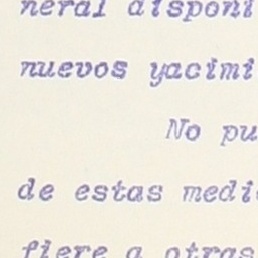 neral disponi
nuevos yacimi
No pu
de estas medi
fiere a otras